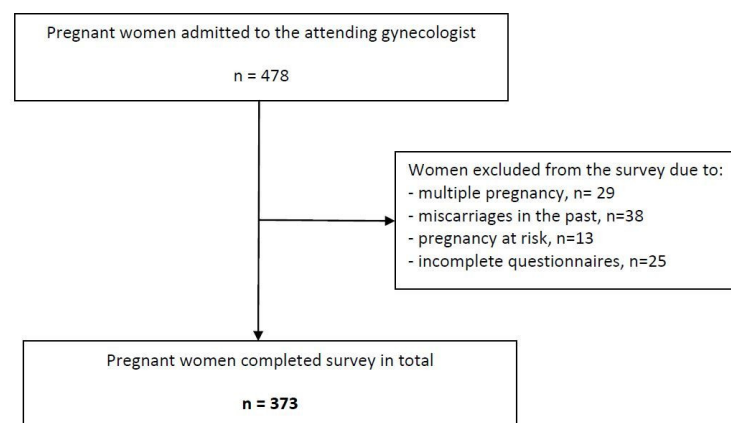 Pregnant women admitted to the attending gynecologist
n = 478
Women excluded from the survey due to:
- multiple pregnancy, n= 29
- miscarriages in the past, n=38
- pregnancy at risk, n=13
- incomplete questionnaires, n=25
Pregnant women completed survey in total
n = 373